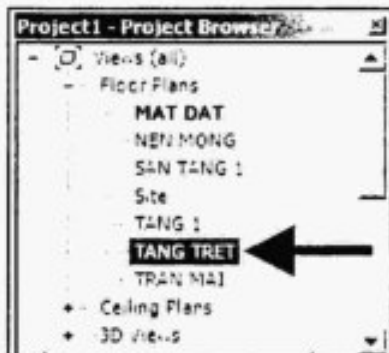 Project1 - Project Browser
Views (all)
Floor Plans
MAT DAT
NEN MONG
SAN TANG 1
Site
TANG 1
TANG TRET
TRAN MAI
Ceiling Plans
3D Views